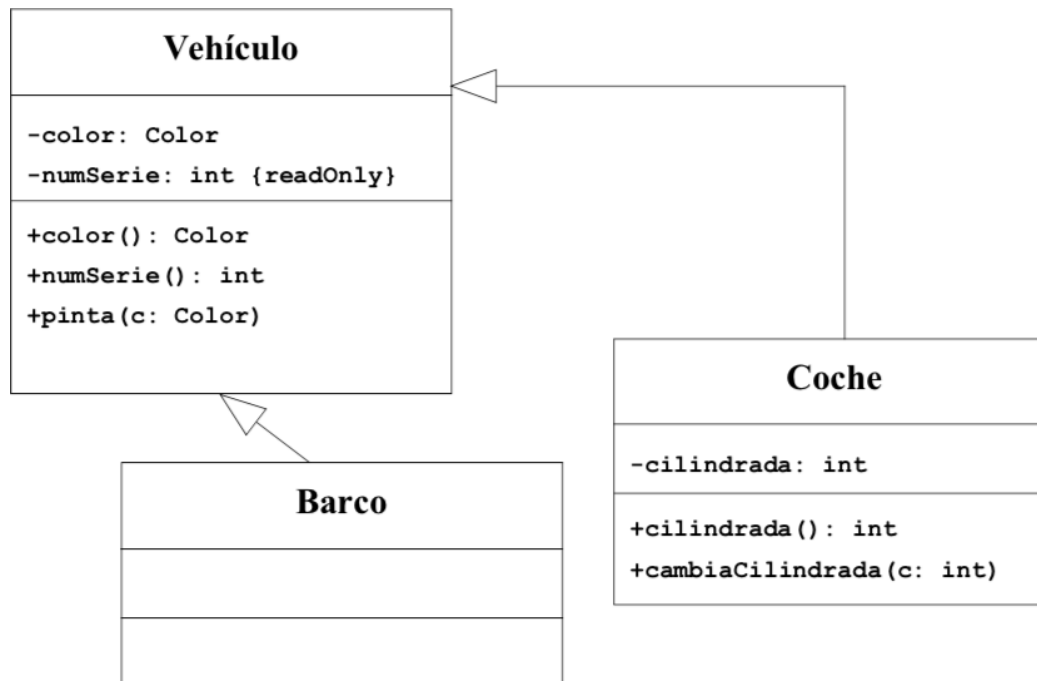 Vehículo
-color: Color
-numSerie: int {readOnly}
+color(): Color
+numSerie(): int
+pinta(c: Color)
Coche
-cilindrada: int
+cilindrada(): int
+cambiaCilindrada(c: int)
Barco